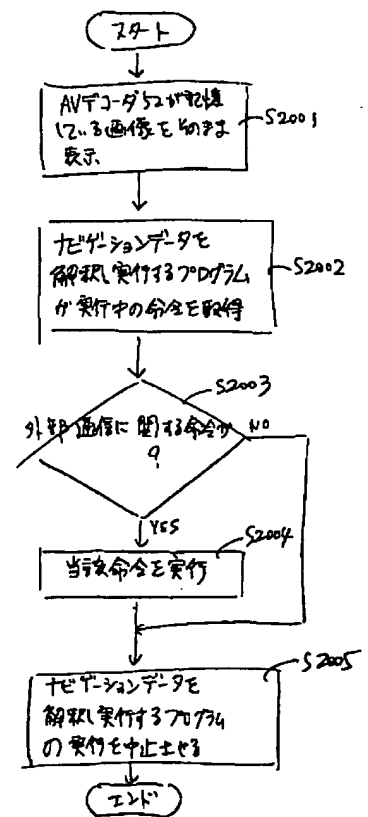 スタート
AVデコーダ52が記憶
している画像をそのまま
表示
S2001
ナビゲーションデータを
解釈し実行するプログラム
が実行中の命令を取得
S2002
S2003
外部通信に関する命令か
?
NO
YES
S2004
当該命令を実行
S2005
ナビゲーションデータを
解釈し実行するプログラム
の実行を中止させる
エンド